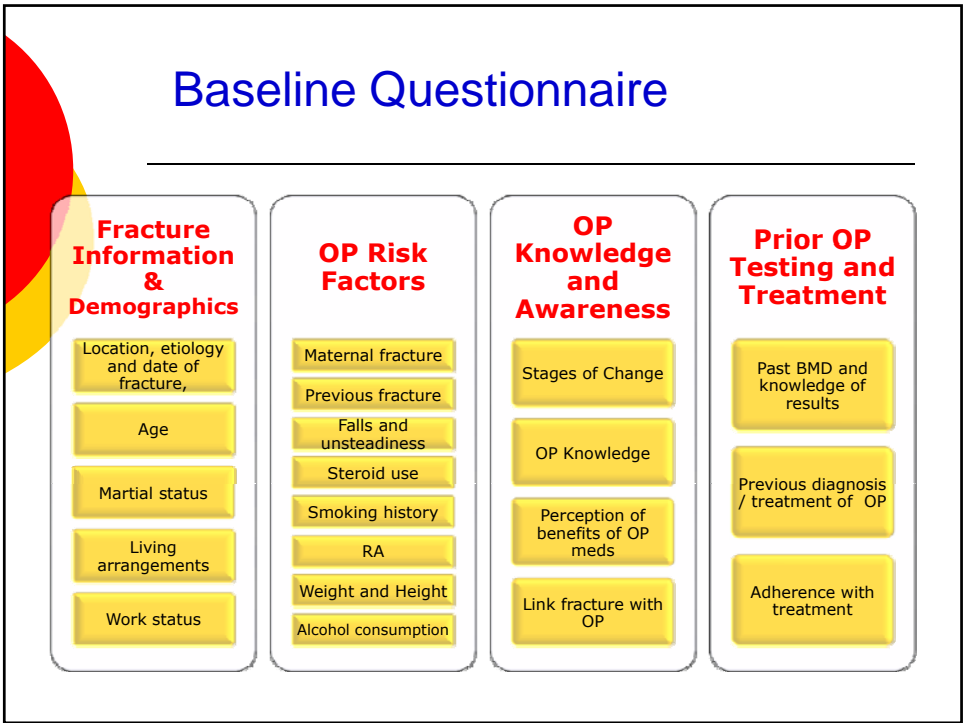 Baseline Questionnaire
Fracture
Information
&
Demographics
Location, etiology
and date of
fracture,
Age
Martial status
Living
arrangements
Work status
OP Risk
Factors
Maternal fracture
Previous fracture
Falls and
unsteadiness
Steroid use
Smoking history
RA
Weight and Height
Alcohol consumption
OP
Knowledge
and
Awareness
Stages of Change
OP Knowledge
Perception of
benefits of OP
meds
Link fracture with
OP
Prior OP
Testing and
Treatment
Past BMD and
knowledge of
results
Previous diagnosis
/ treatment of OP
Adherence with
treatment